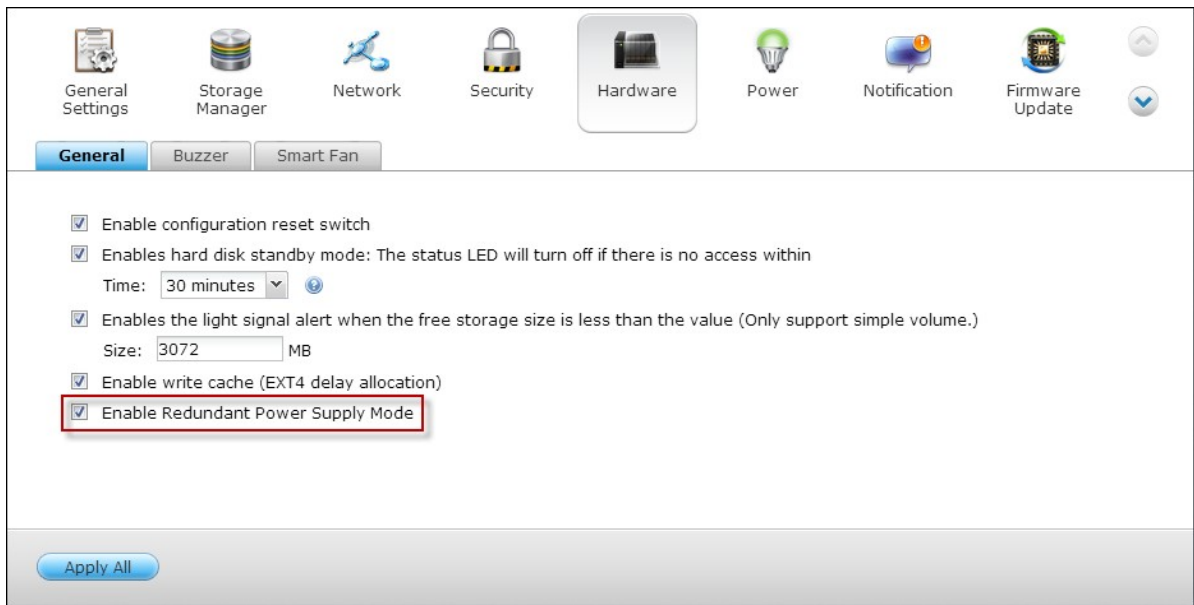 General Settings
Storage Manager
Network
Security
Hardware
Power
Notification
Firmware Update
General
Buzzer
Smart Fan
Enable configuration reset switch
Enables hard disk standby mode: The status LED will turn off if there is no access within
Time: 30 minutes
Enables the light signal alert when the free storage size is less than the value (Only support simple volume.)
Size: 3072 MB
Enable write cache (EXT4 delay allocation)
Enable Redundant Power Supply Mode
Apply All